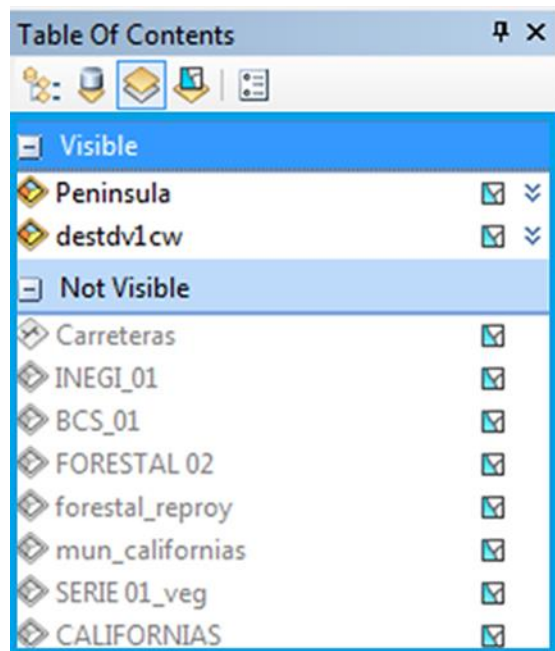 Table Of Contents
Visible
Peninsula
destdv1cw
Not Visible
Carreteras
INEGI_01
BCS_01
FORESTAL 02
forestal_reproy
mun_californias
SERIE 01_veg
CALIFORNIAS